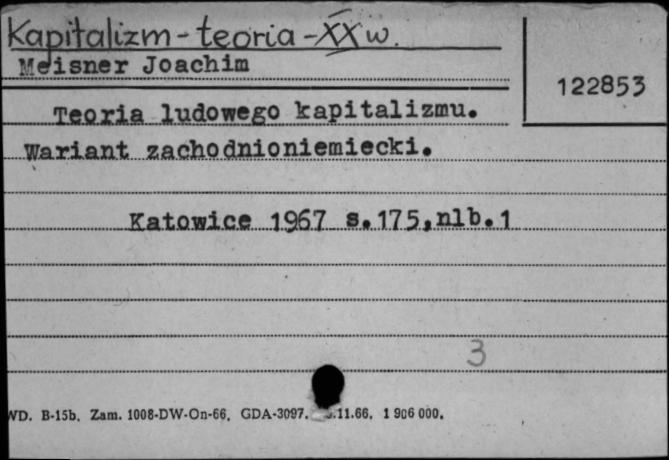 Kapitalizm - teoria - XX w.
Meisner Joachim
122853
Teoria ludowego kapitalizmu.
Wariant zachodnioniemiecki.
Katowice 1967 s.175,nlb.1
3
WD. B-15b. Zam. 1008-DW-On-66. GDA-3097. .11.66. 1 906 000.